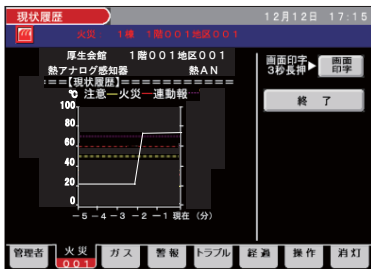 現状履歴 12月12日 17:15
火災 1棟 1階001地区001
厚生会館 1階001地区001
熱アナログ感知器 熱AN
===【現状履歴】==========
℃ 注意—火災—連動報—
100
80
60
40
20
0
－5－4－3－2－1現在（分）
画面印字
3秒長押▶
画面
印字
終 了
管理者 火災 ガス 警報 トラブル 経過 操作 消灯
001